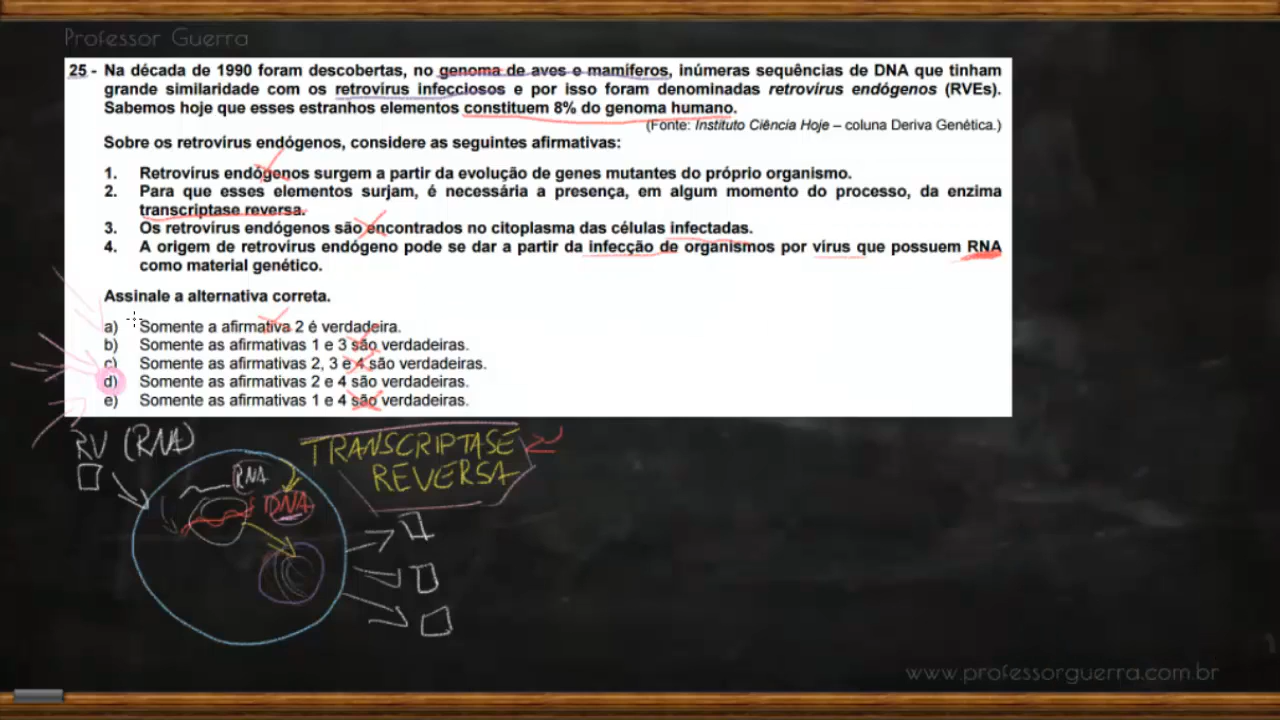 Professor Guerra
25 - Na década de 1990 foram descobertas, no genoma de aves e mamíferos, inúmeras sequências de DNA que tinham
grande similaridade com os retrovírus infecciosos e por isso foram denominadas retrovírus endógenos (RVEs).
Sabemos hoje que esses estranhos elementos constituem 8% do genoma humano.
(Fonte: Instituto Ciência Hoje – coluna Deriva Genética.)
Sobre os retrovírus endógenos, considere as seguintes afirmativas:
1. Retrovírus endógenos surgem a partir da evolução de genes mutantes do próprio organismo.
2. Para que esses elementos surjam, é necessária a presença, em algum momento do processo, da enzima
transcriptase reversa.
3. Os retrovírus endógenos são encontrados no citoplasma das células infectadas.
4. A origem de retrovírus endógeno pode se dar a partir da infecção de organismos por vírus que possuem RNA
como material genético.
Assinale a alternativa correta.
a) Somente a afirmativa 2 é verdadeira.
b) Somente as afirmativas 1 e 3 são verdadeiras.
c) Somente as afirmativas 2, 3 e 4 são verdadeiras.
d) Somente as afirmativas 2 e 4 são verdadeiras.
e) Somente as afirmativas 1 e 4 são verdadeiras.
RV (RNA)
TRANSCRIPTASE
REVERSA
RNA
DNA
www.professorguerra.com.br